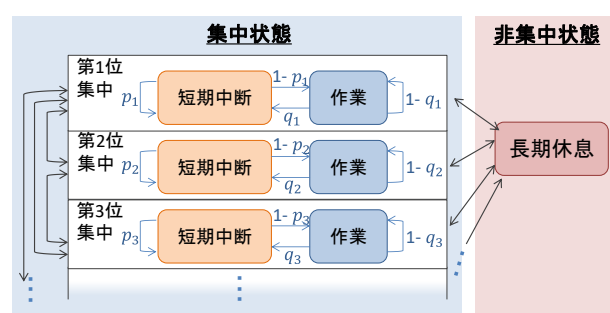 集中状態
非集中状態
第1位
集中
p₁
短期中断
1- p₁
q₁
作業
1- q₁
第2位
集中
p₂
短期中断
1- p₂
q₂
作業
1- q₂
長期休息
第3位
集中
p₃
短期中断
1- p₃
q₃
作業
1- q₃